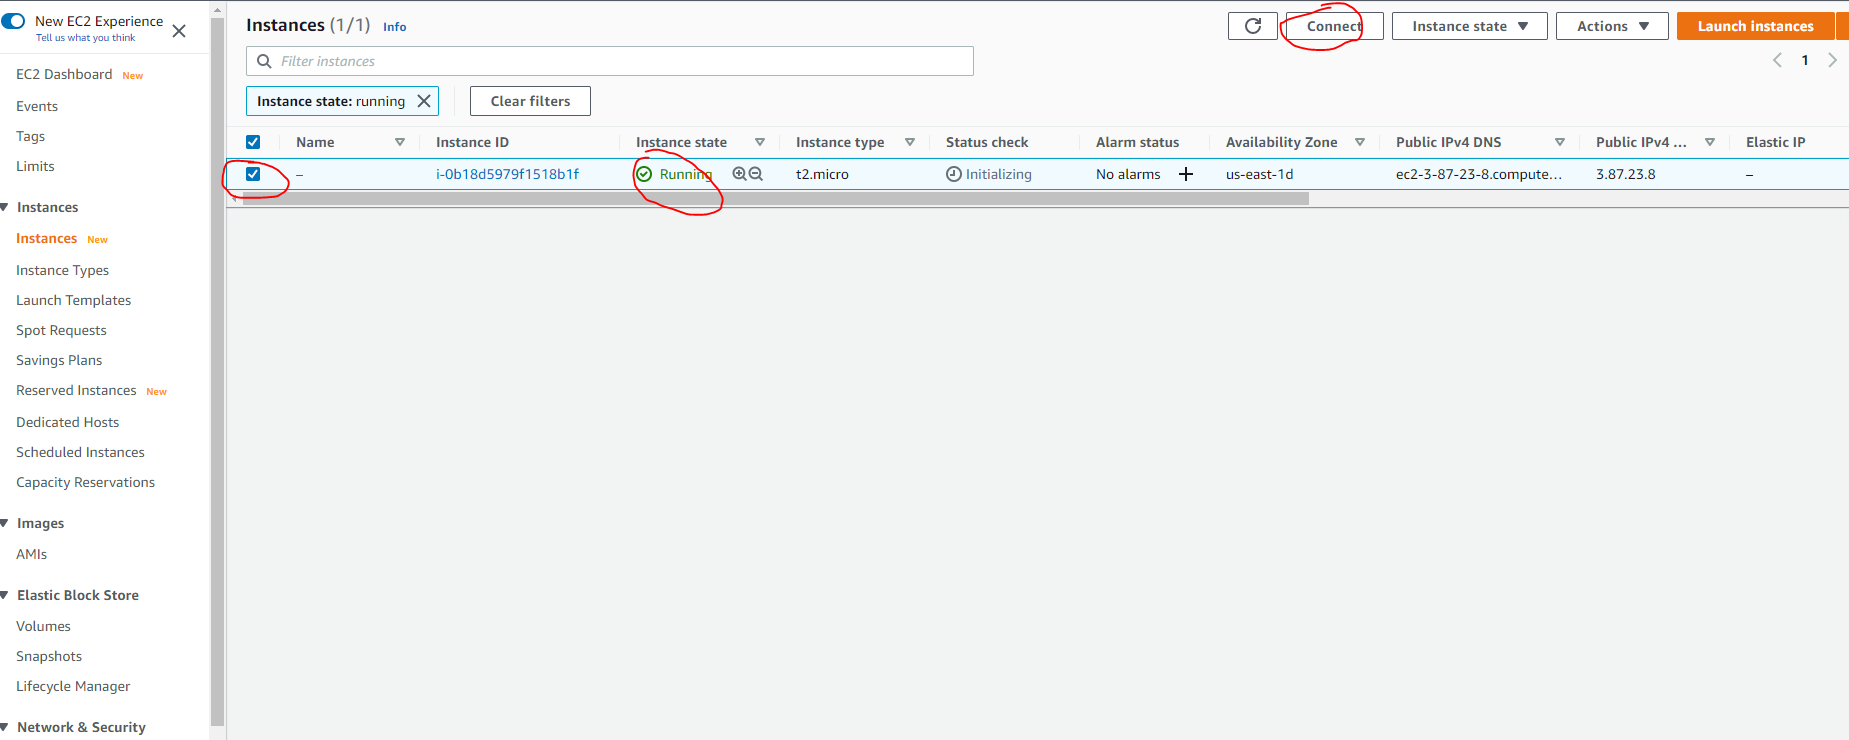 New EC2 Experience
Tell us what you think
EC2 Dashboard New
Events
Tags
Limits
Instances
Instances New
Instance Types
Launch Templates
Spot Requests
Savings Plans
Reserved Instances New
Dedicated Hosts
Scheduled Instances
Capacity Reservations
Images
AMIs
Elastic Block Store
Volumes
Snapshots
Lifecycle Manager
Network & Security
Instances (1/1) Info
Connect
Instance state
Actions
Launch instances
Filter instances
1
Instance state: running
Clear filters
Name Instance ID Instance state Instance type Status check Alarm status Availability Zone Public IPv4 DNS Public IPv4 ... Elastic IP
– i-0b18d5979f1518b1f Running t2.micro Initializing No alarms + us-east-1d ec2-3-87-23-8.compute... 3.87.23.8 –